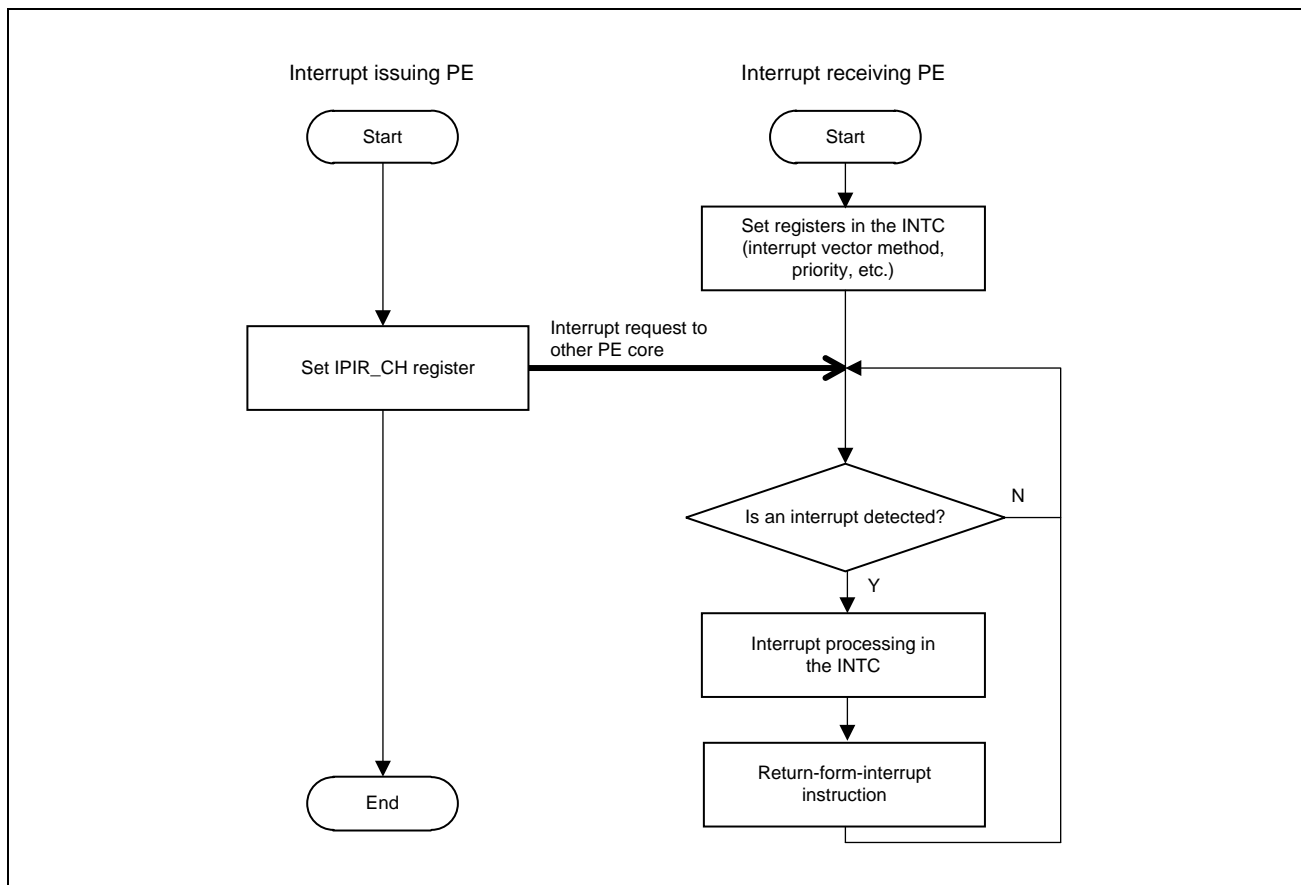 Interrupt issuing PE
Interrupt receiving PE
Start
Start
Set registers in the INTC
(interrupt vector method,
priority, etc.)
Interrupt request to
other PE core
Set IPIR_CH register
Is an interrupt detected?
N
Y
Interrupt processing in
the INTC
Return-form-interrupt
instruction
End